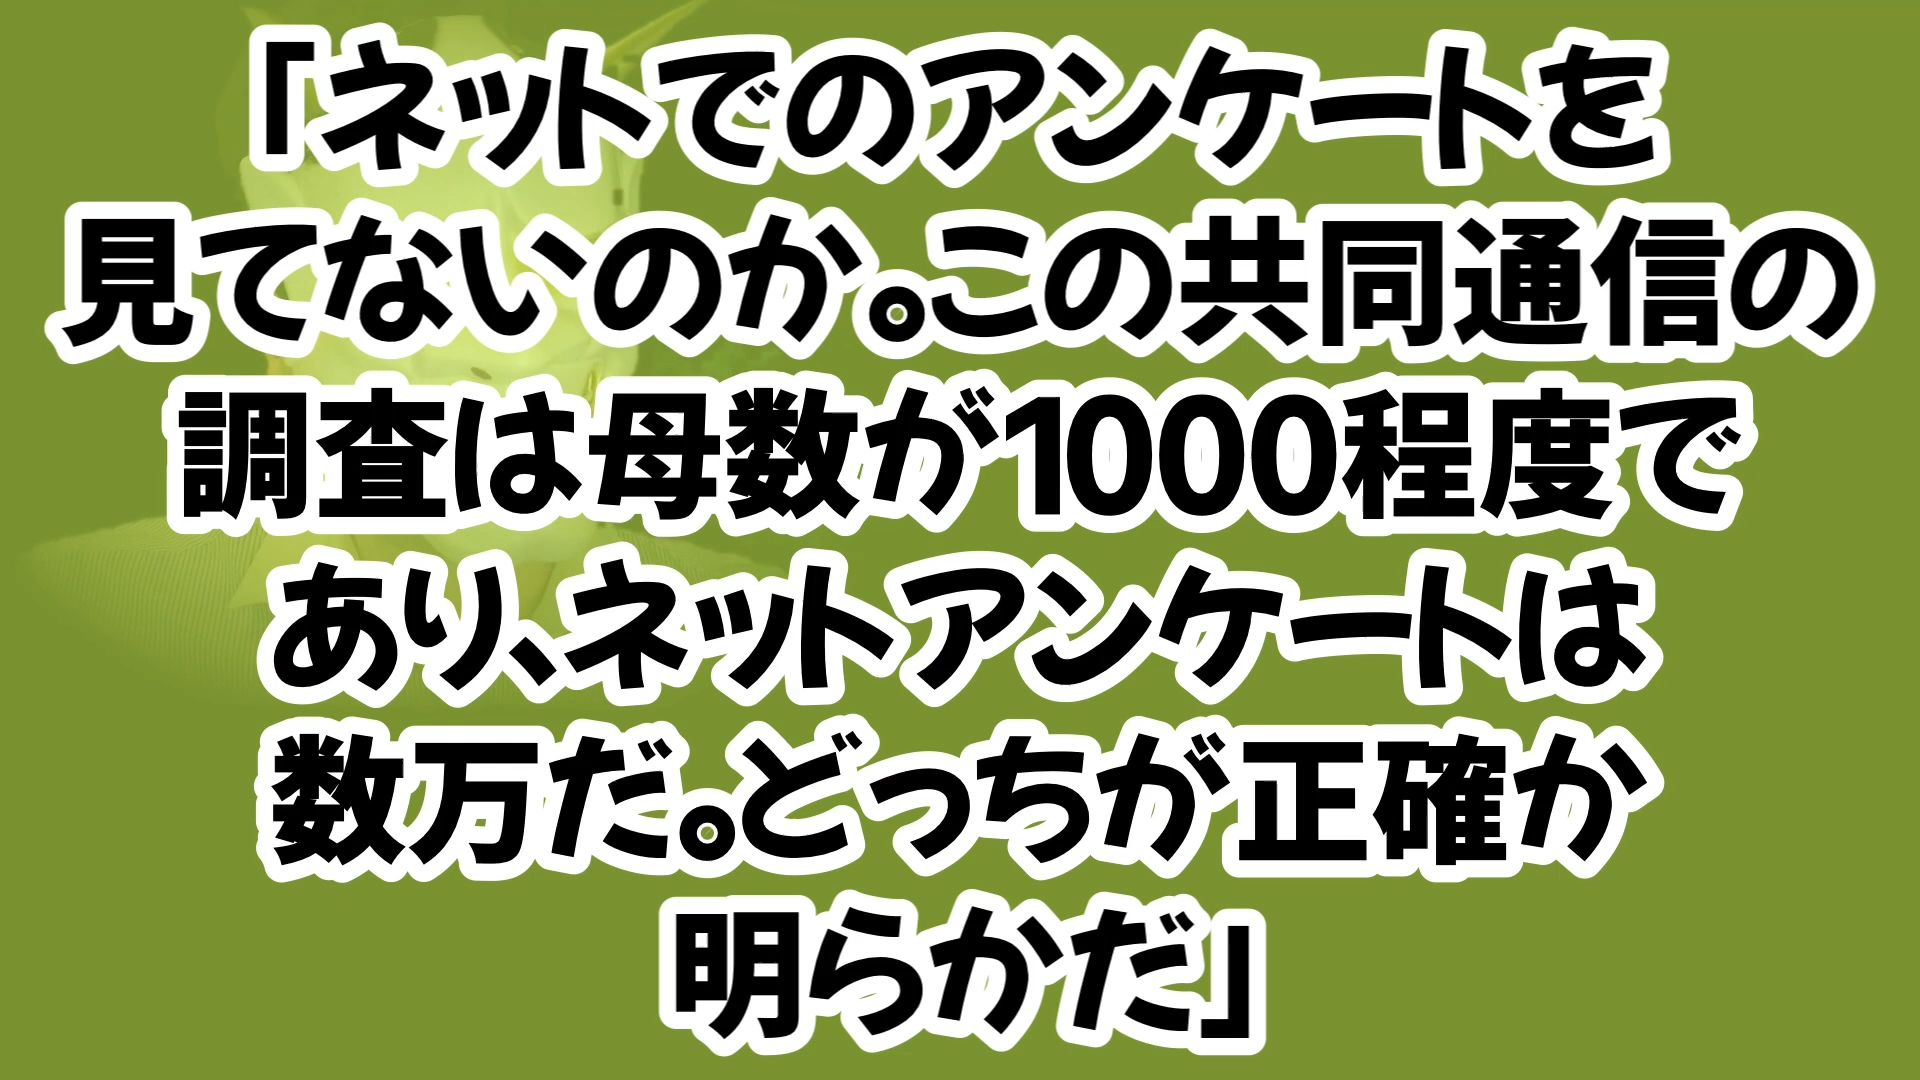 「ネットでのアンケートを
見てないのか。この共同通信の
調査は母数が1000程度で
あり、ネットアンケートは
数万だ。どっちが正確か
明らかだ」